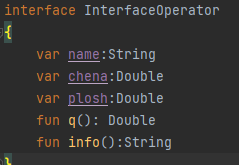 interface InterfaceOperator
{
var name:String
var chena:Double
var plosh:Double
fun q(): Double
fun info():String
}